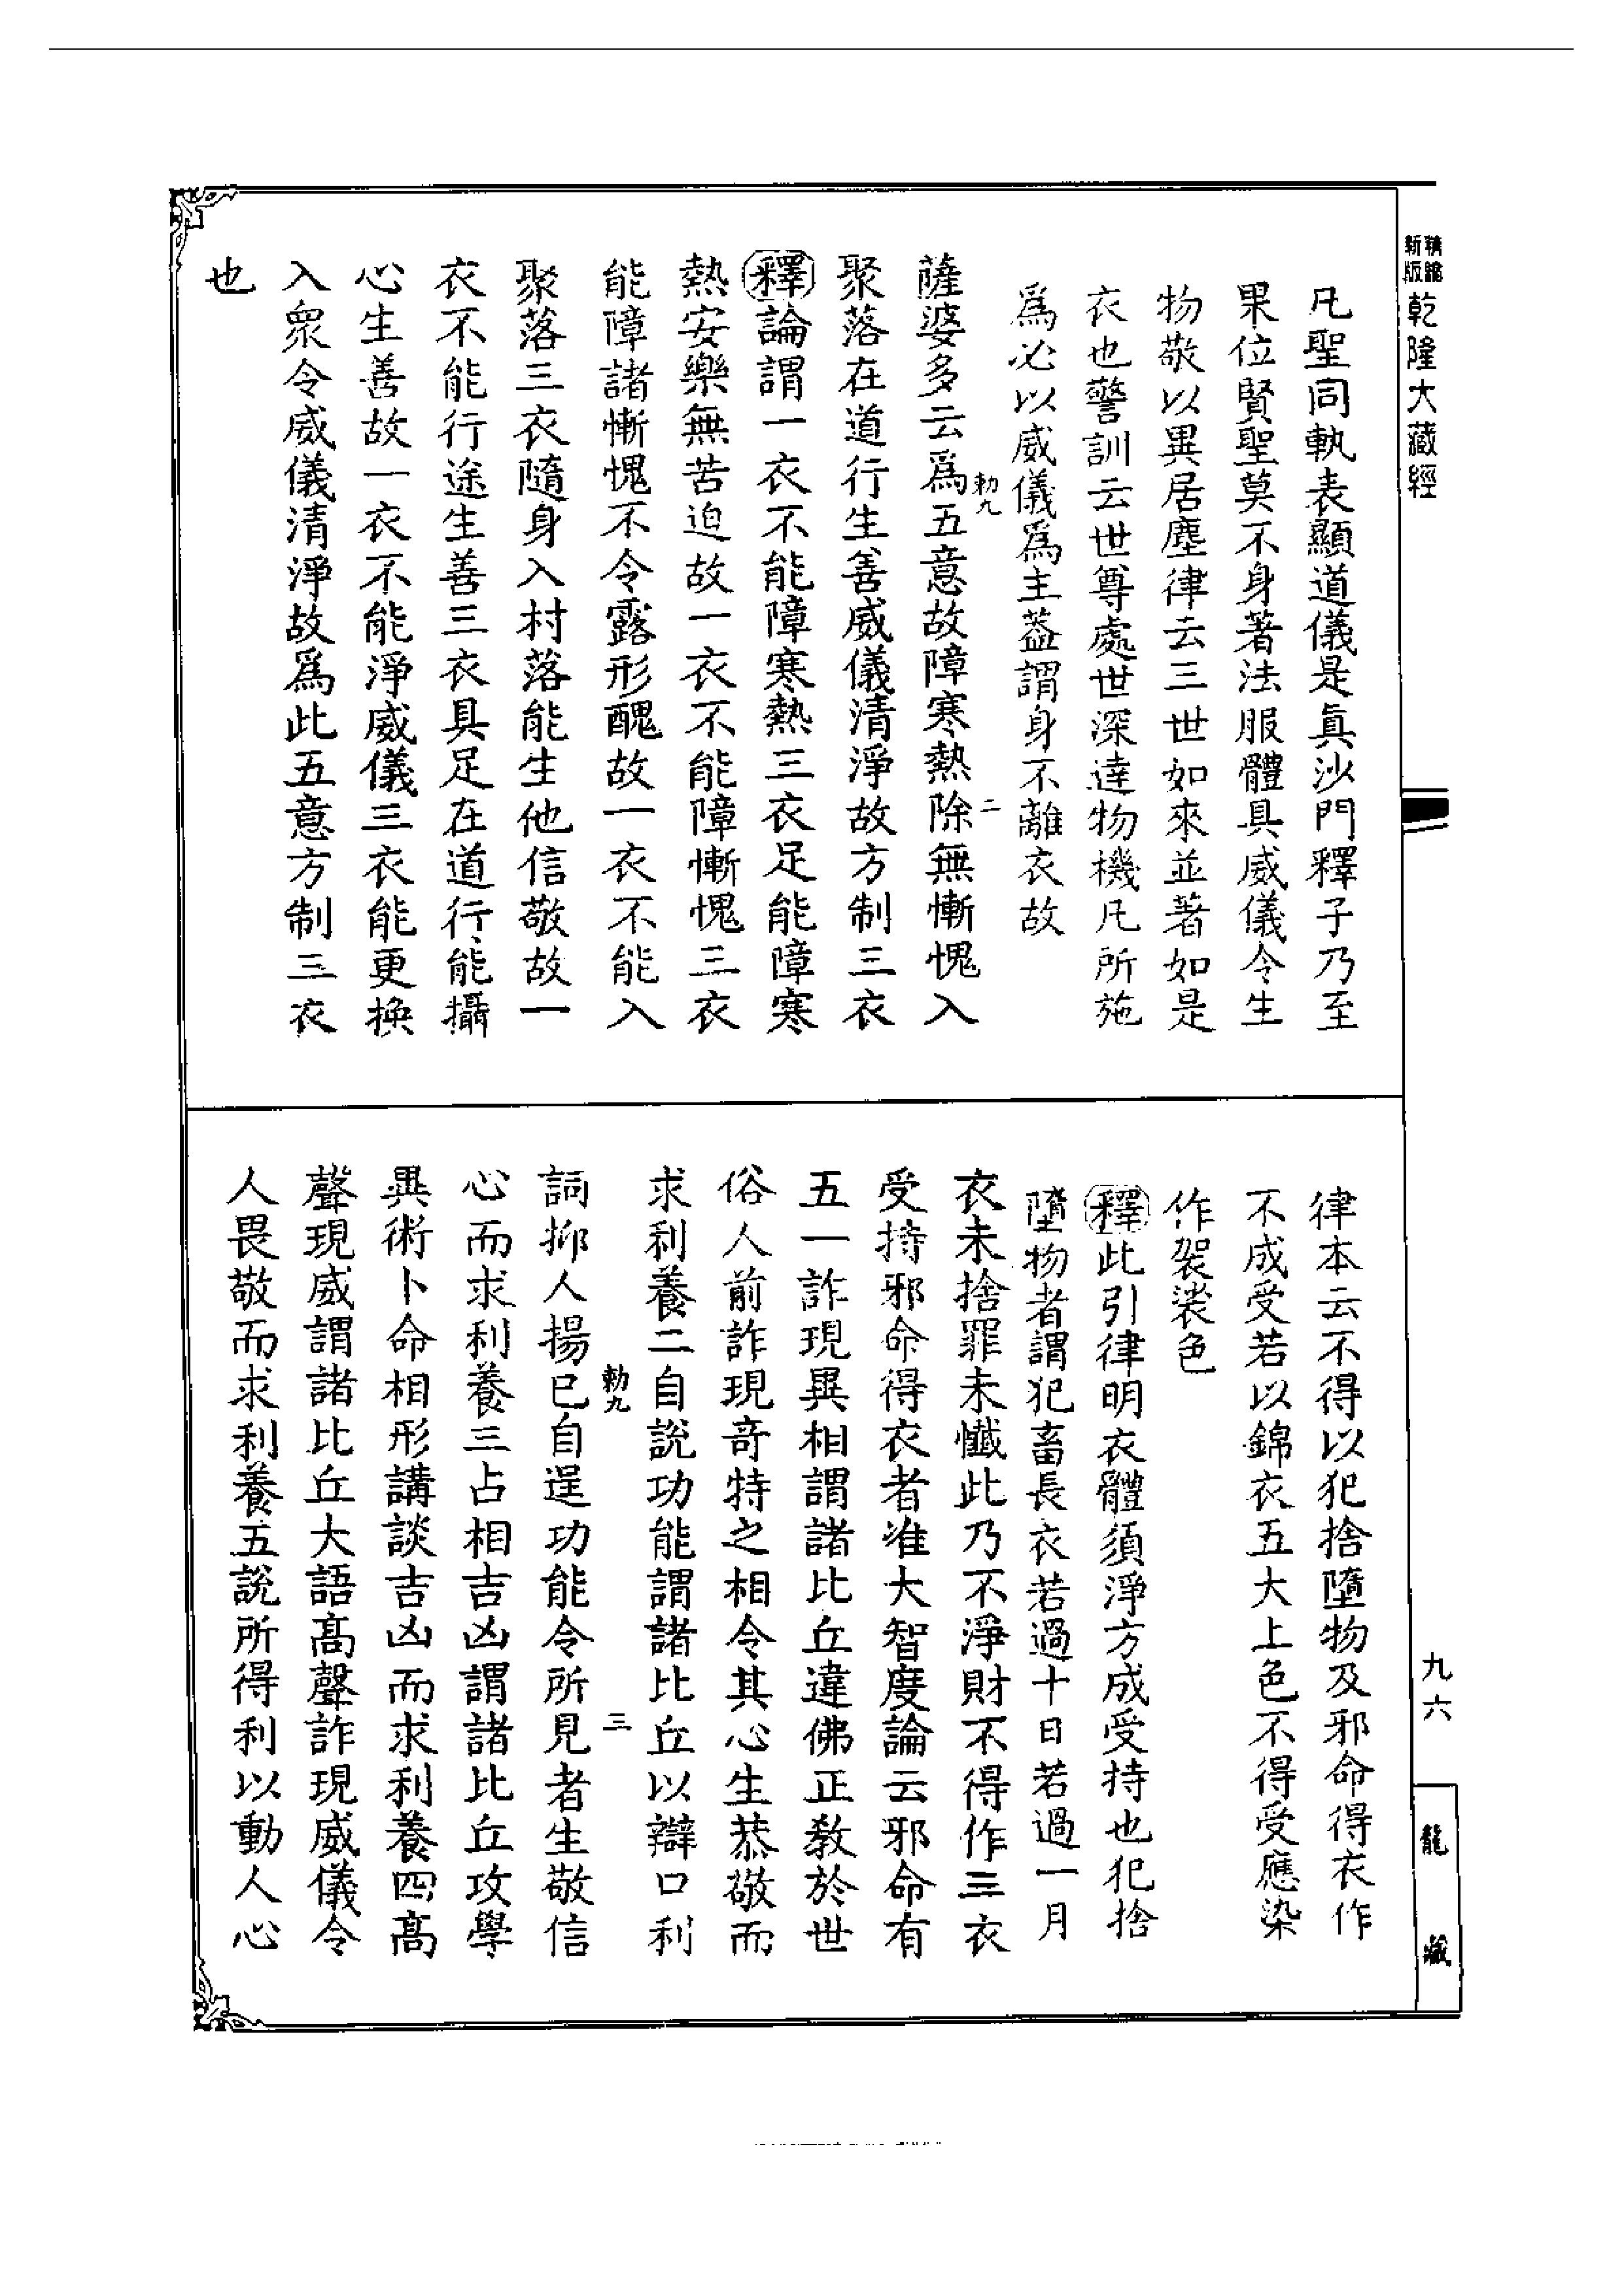 精縮
新版
乾隆大藏經
凡聖同執表顯道儀是真沙門釋子乃至
果位賢聖莫不身著法服體具威儀令生
物敬以異居塵律云三世如來並著如是
衣也警訓云世尊處世深達物機凡所施
爲必以威儀爲主葢謂身不離衣故
勅九
二
薩婆多云爲五意故障寒熱除無慚愧入
聚落在道行生善威儀清淨故方制三衣
釋論謂一衣不能障寒熱三衣足能障寒
熱安樂無苦迫故一衣不能障慚愧三衣
能障諸慚愧不令露形醜故一衣不能入
聚落三衣隨身入村落能生他信敬故一
衣不能行途生善三衣具足在道行能攝
心生善故一衣不能淨威儀三衣能更換
入衆令威儀清淨故爲此五意方制三衣
也
律本云不得以犯捨墮物及邪命得衣作
不成受若以錦衣五大上色不得受應染
作袈裟色
釋此引律明衣體須淨方成受持也犯捨
墮物者謂犯畜長衣若過十日若過一月
衣未捨罪未懺此乃不淨財不得作三衣
受持邪命得衣者准大智度論云邪命有
五一詐現異相謂諸比丘違佛正敎於世
俗人前詐現奇特之相令其心生恭敬而
求利養二自說功能謂諸比丘以辯口利
勅九
三
詞抑人揚已自逞功能令所見者生敬信
心而求利養三占相吉凶謂諸比丘攻學
異術卜命相形講談吉凶而求利養四高
聲現威謂諸比丘大語高聲詐現威儀令
人畏敬而求利養五說所得利以動人心
九六
龍藏